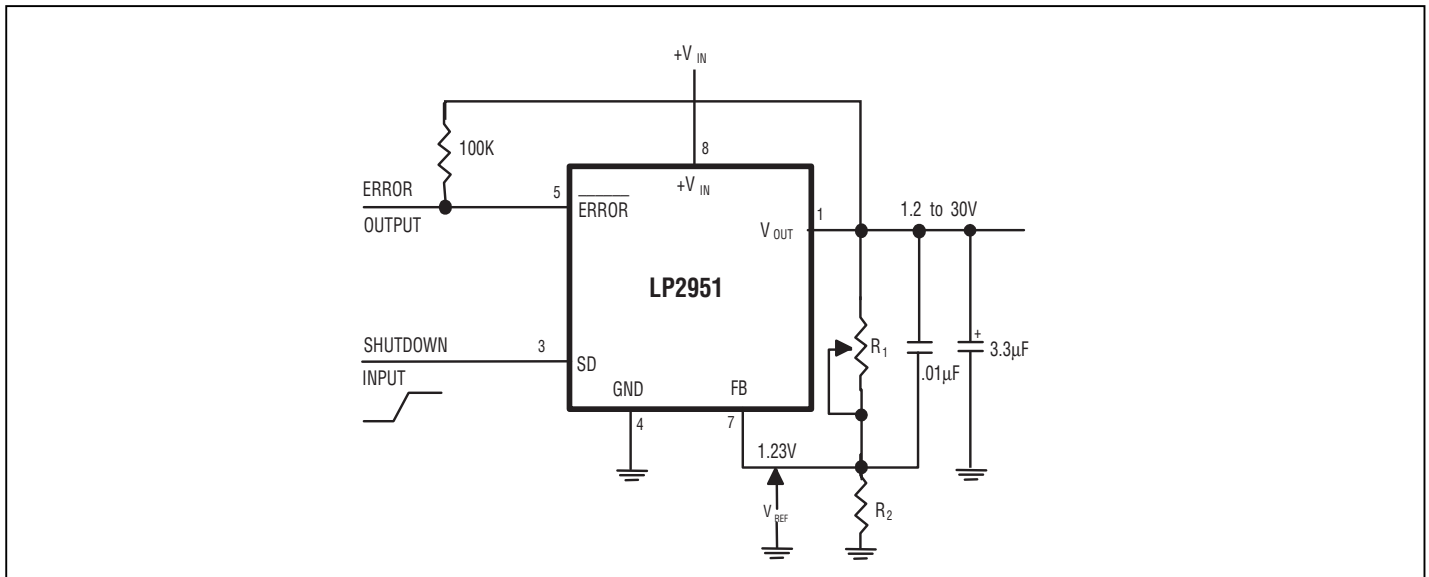 +V IN
100K
8
ERROR
OUTPUT
5
ERROR
+V IN
V OUT
1
1.2 to 30V
LP2951
SHUTDOWN
INPUT
3
SD
GND
FB
4
7
R1
.01µF
+
3.3µF
1.23V
V REF
R2